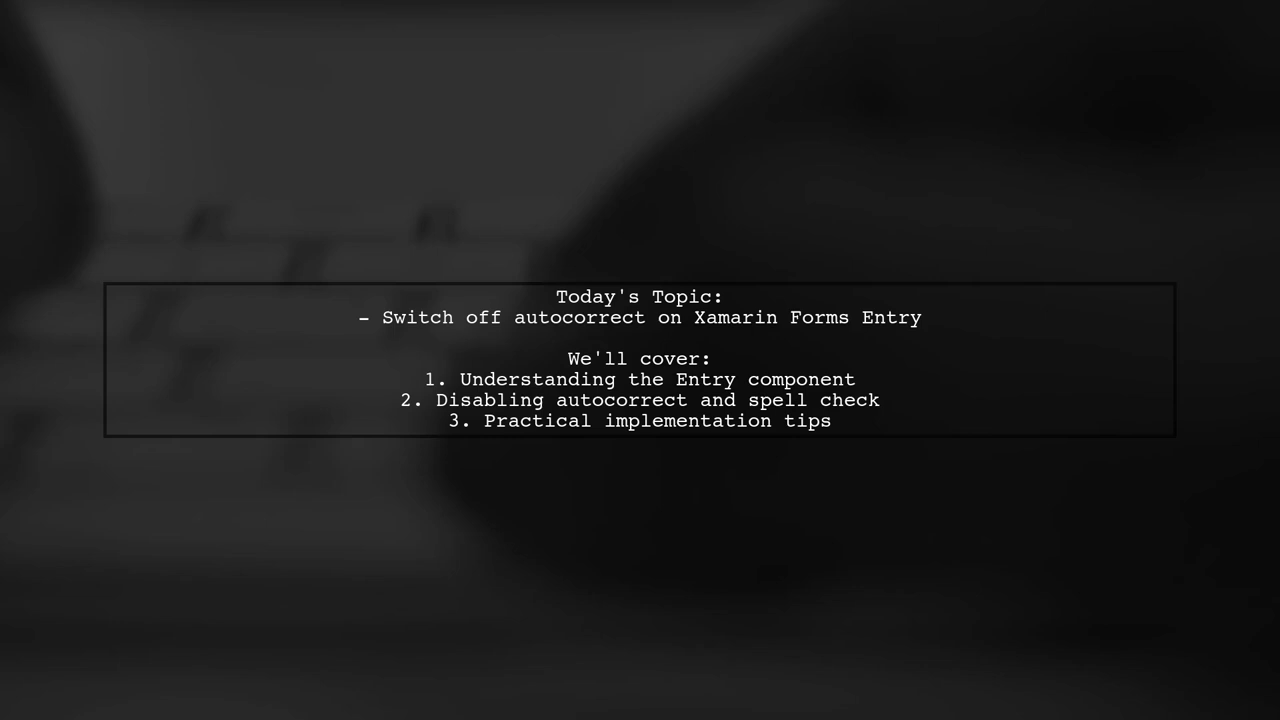 Today's Topic:
- Switch off autocorrect on Xamarin Forms Entry
We'll cover:
1. Understanding the Entry component
2. Disabling autocorrect and spell check
3. Practical implementation tips